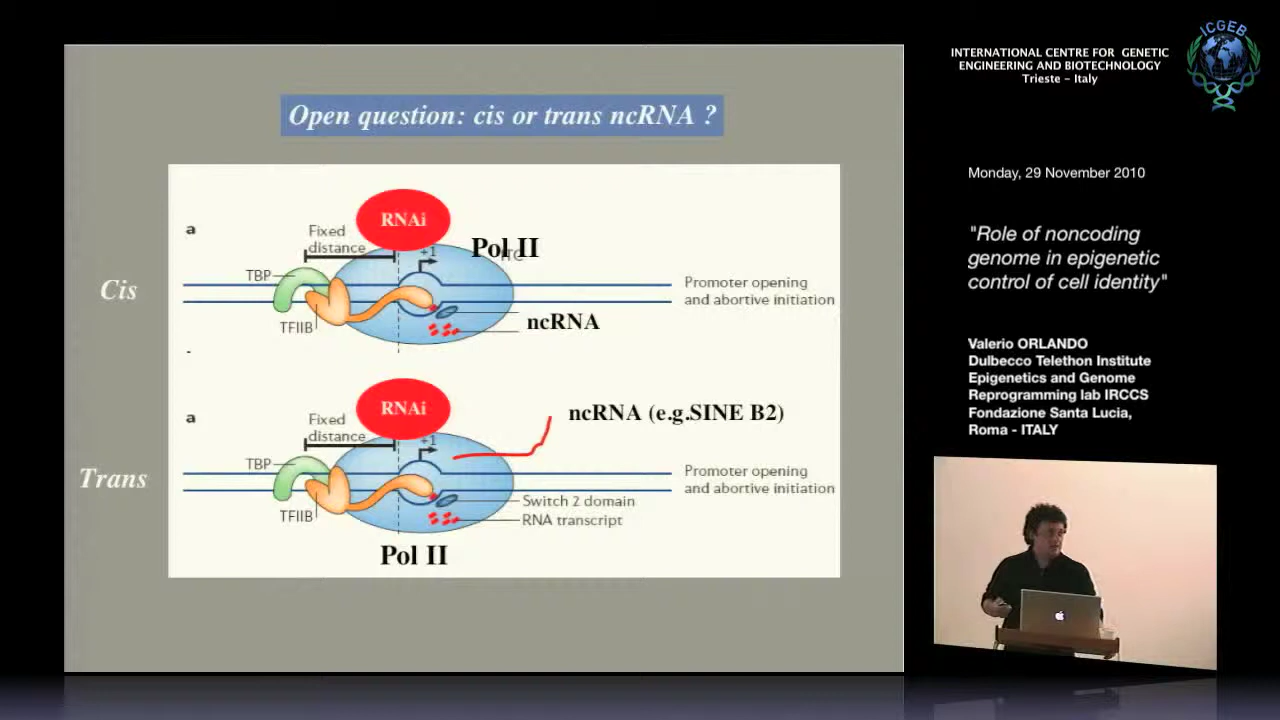 Open question: cis or trans ncRNA ?
RNAi
a
Fixed
distance
+1
Pol II
TBP
Cis
Promoter opening
and abortive initiation
TFIIB
ncRNA
RNAi
ncRNA (e.g.SINE B2)
a
Fixed
distance
+1
TBP
Trans
Promoter opening
and abortive initiation
TFIIB
Switch 2 domain
RNA transcript
Pol II
ICGEB
INTERNATIONAL CENTRE FOR GENETIC
ENGINEERING AND BIOTECHNOLOGY
Trieste - Italy
Monday, 29 November 2010
"Role of noncoding
genome in epigenetic
control of cell identity"
Valerio ORLANDO
Dulbecco Telethon Institute
Epigenetics and Genome
Reprogramming lab IRCCS
Fondazione Santa Lucia,
Roma - ITALY